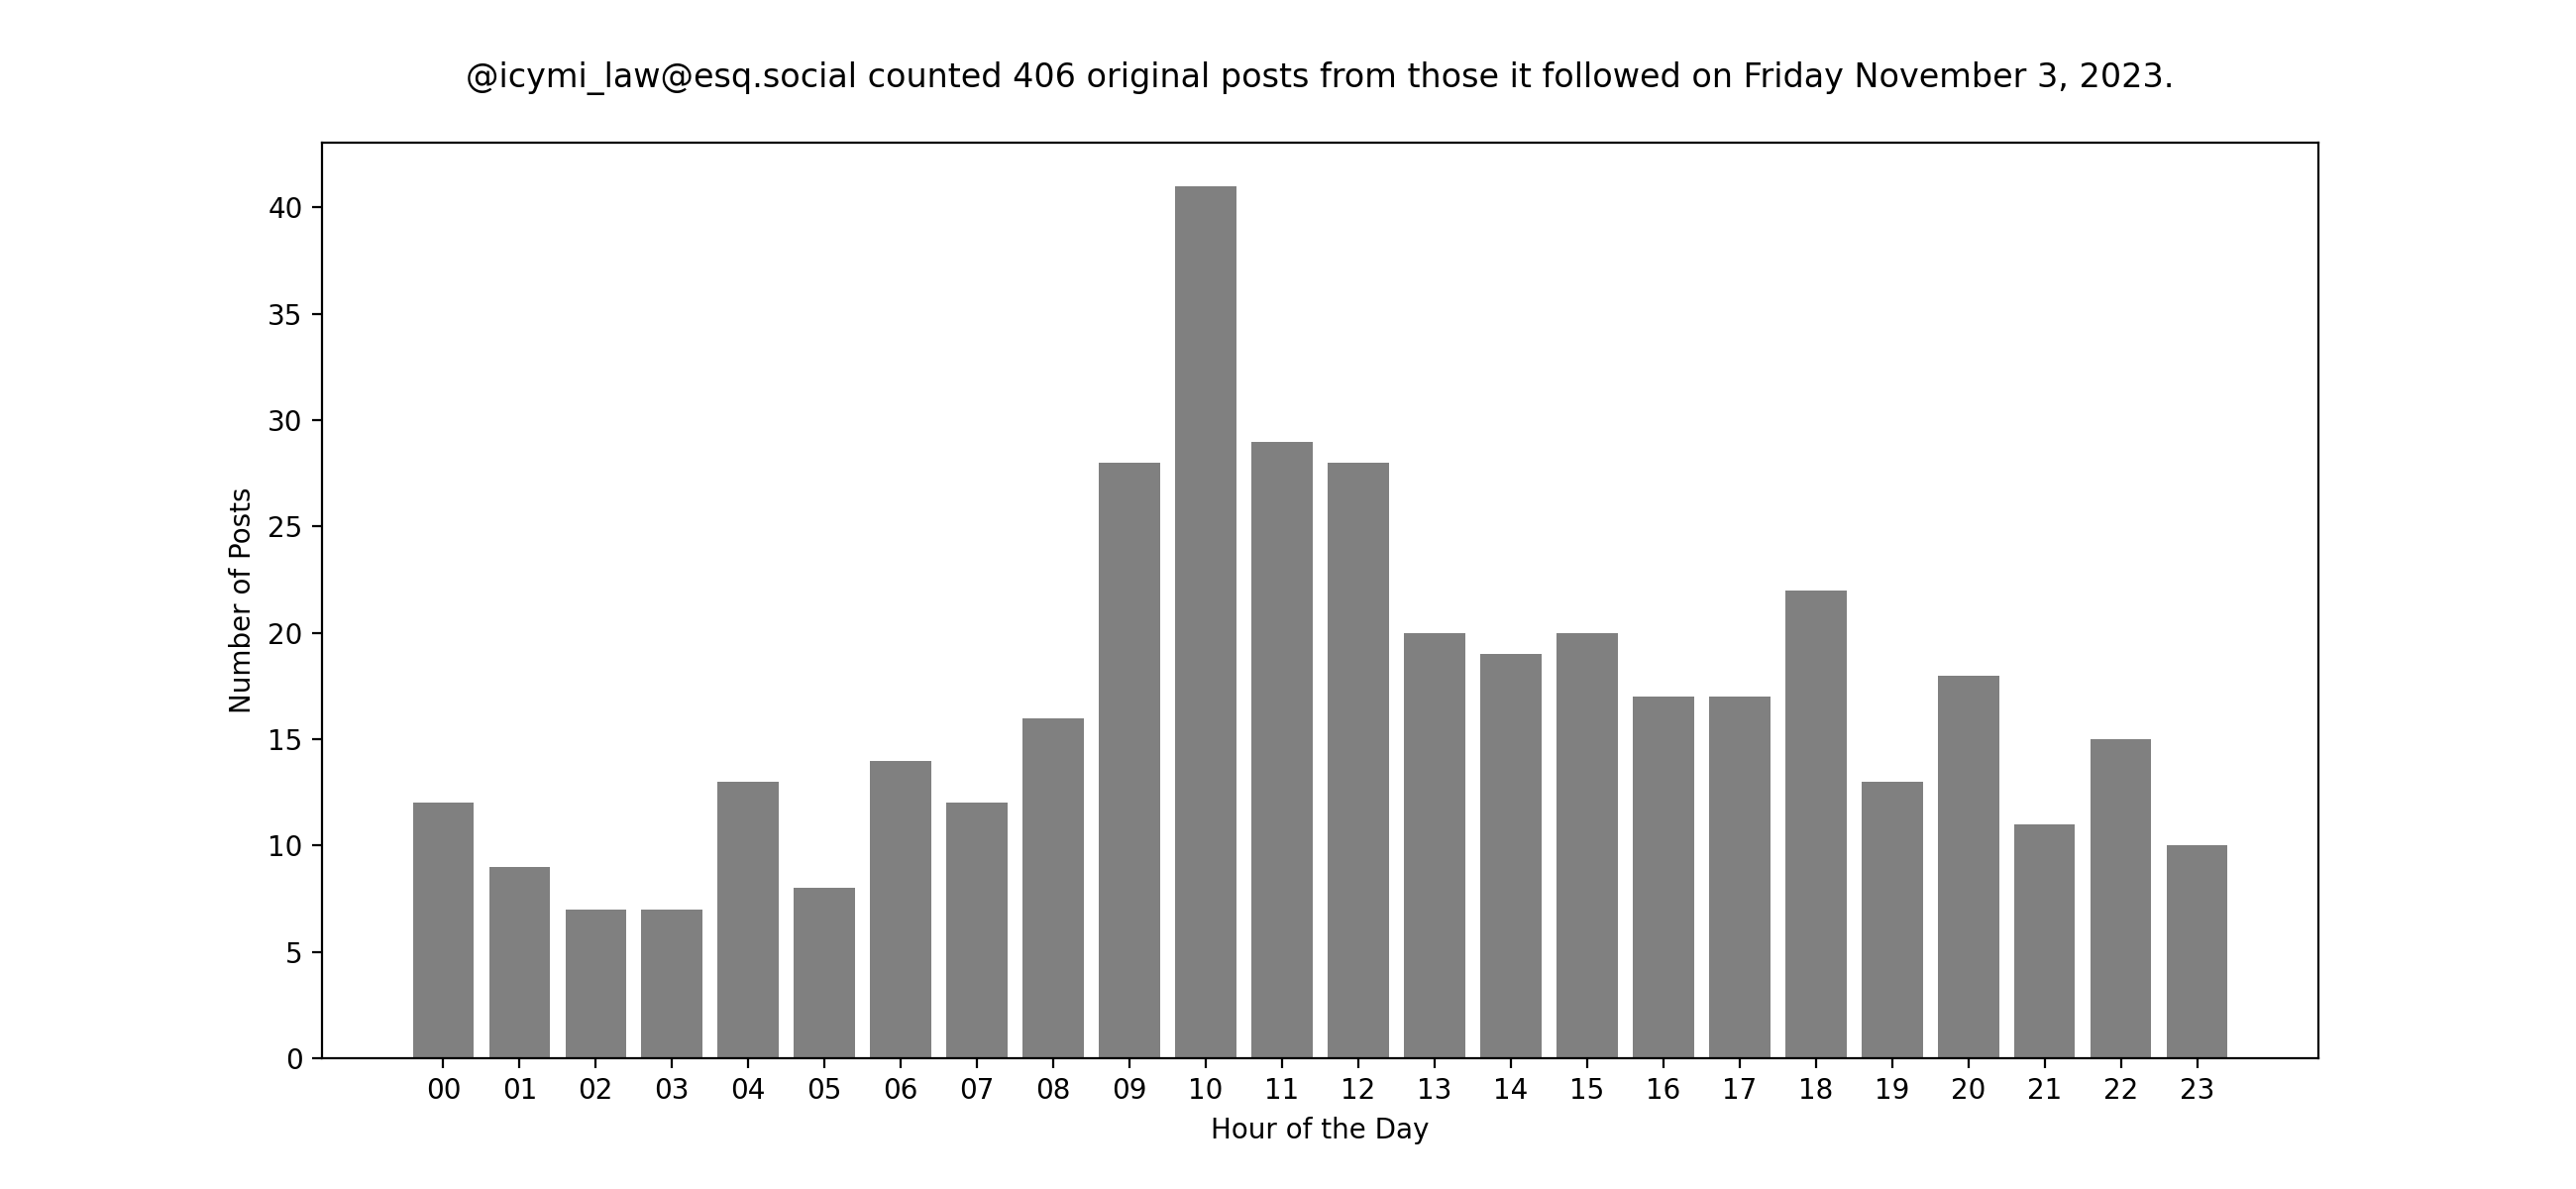 @icymi_law@esq.social counted 406 original posts from those it followed on Friday November 3, 2023.
40
35
30
25
20
15
10
5
0
Number of Posts
00 01 02 03 04 05 06 07 08 09 10 11 12 13 14 15 16 17 18 19 20 21 22 23
Hour of the Day